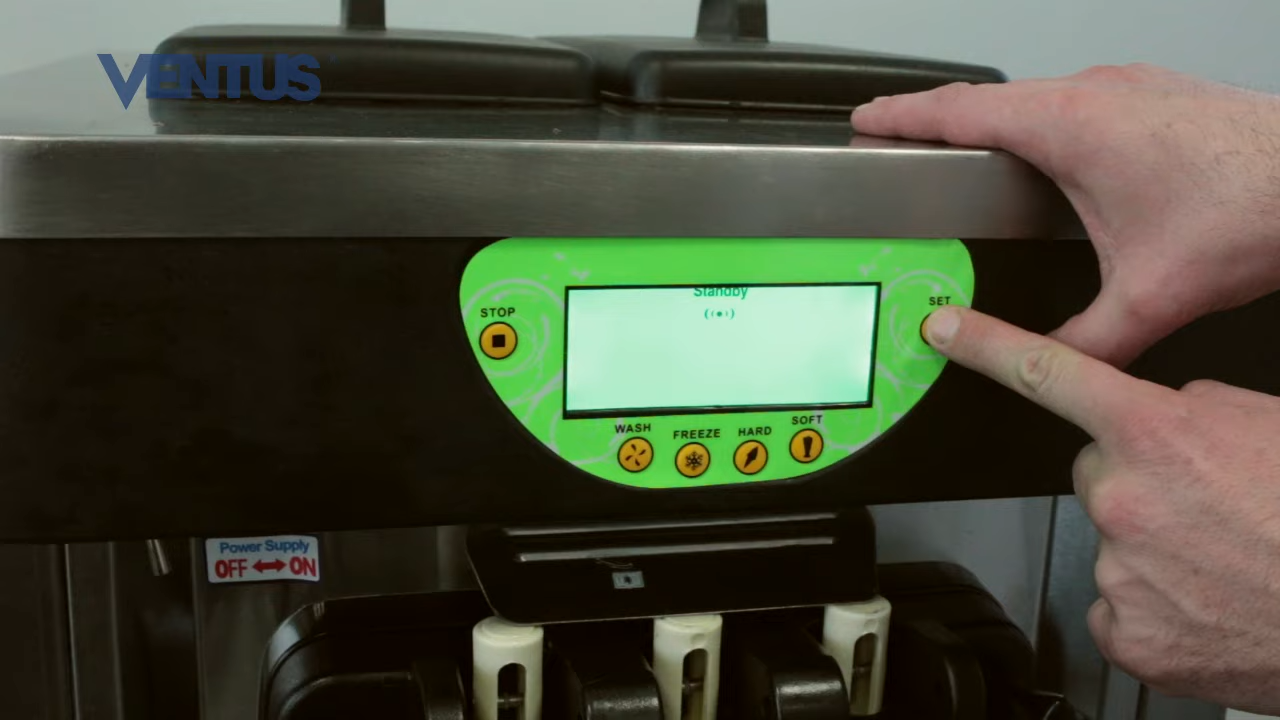 VENTUS
Standby
SET
STOP
WASH
FREEZE
HARD
SOFT
Power Supply
OFF ↔ ON